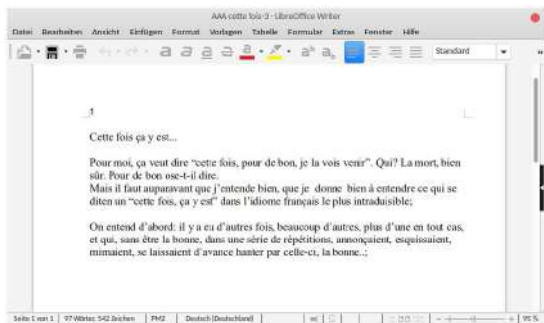 AAA cette fois-3 - LibreOffice Writer
Datei Bearbeiten Ansicht Einfügen Format Vorlagen Tabelle Formular Extras Fenster Hilfe
Standard
1
Cette fois ça y est...
Pour moi, ça veut dire “cette fois, pour de bon, je la vois venir”. Qui? La mort, bien
sûr. Pour de bon ose-t-il dire.
Mais il faut auparavant que j’entende bien, que je donne bien à entendre ce qui se
dit en un “cette fois, ça y est” dans l’idiome français le plus intraduisible;
On entend d’abord: il y a eu d’autres fois, beaucoup d’autres, plus d’une en tout cas,
et qui, sans être la bonne, dans une série de répétitions, annonçaient, esquissaient,
mimaient, se laissaient d’avance hanter par celle-ci, la bonne..;
Seite 1 von 1 97 Wörter, 542 Zeichen PM2 Deutsch (Deutschland) 95 %